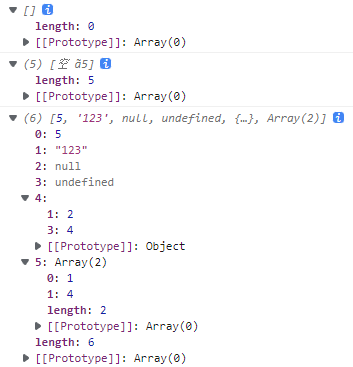 [] i
length: 0
[[Prototype]]: Array(0)
(5) [空 ã5] i
length: 5
[[Prototype]]: Array(0)
(6) [5, '123', null, undefined, {…}, Array(2)] i
0: 5
1: "123"
2: null
3: undefined
4:
1: 2
3: 4
[[Prototype]]: Object
5: Array(2)
0: 1
1: 4
length: 2
[[Prototype]]: Array(0)
length: 6
[[Prototype]]: Array(0)